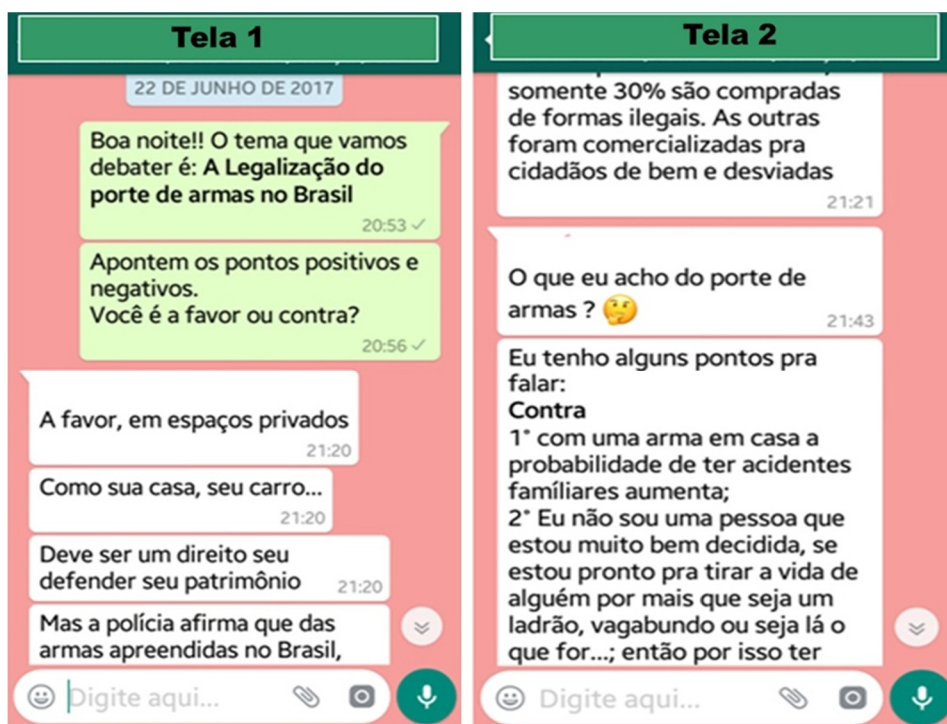 Tela 1
22 DE JUNHO DE 2017
Boa noite!! O tema que vamos
debater é: A Legalização do
porte de armas no Brasil
20:53
Apontem os pontos positivos e
negativos.
Você é a favor ou contra?
20:56
A favor, em espaços privados
21:20
Como sua casa, seu carro...
21:20
Deve ser um direito seu
defender seu patrimônio 21:20
Mas a polícia afirma que das
armas apreendidas no Brasil,
Digite aqui...
Tela 2
somente 30% são compradas
de formas ilegais. As outras
foram comercializadas pra
cidadãos de bem e desviadas
21:21
O que eu acho do porte de
armas ? 🤔
21:43
Eu tenho alguns pontos pra
falar:
Contra
1° com uma arma em casa a
probabilidade de ter acidentes
famíliares aumenta;
2° Eu não sou uma pessoa que
estou muito bem decidida, se
estou pronto pra tirar a vida de
alguém por mais que seja um
ladrão, vagabundo ou seja lá o
que for...; então por isso ter
Digite aqui...